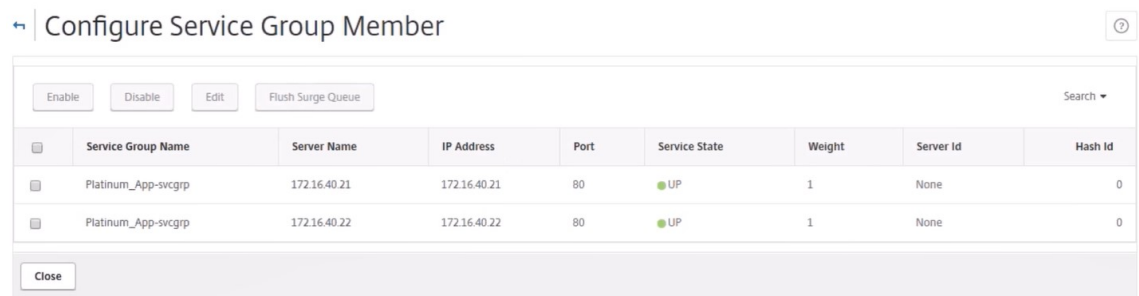 Configure Service Group Member
?
Enable Disable Edit Flush Surge Queue Search
Service Group Name Server Name IP Address Port Service State Weight Server Id Hash Id
Platinum_App-svcgrp 172.16.40.21 172.16.40.21 80 UP 1 None 0
Platinum_App-svcgrp 172.16.40.22 172.16.40.22 80 UP 1 None 0
Close